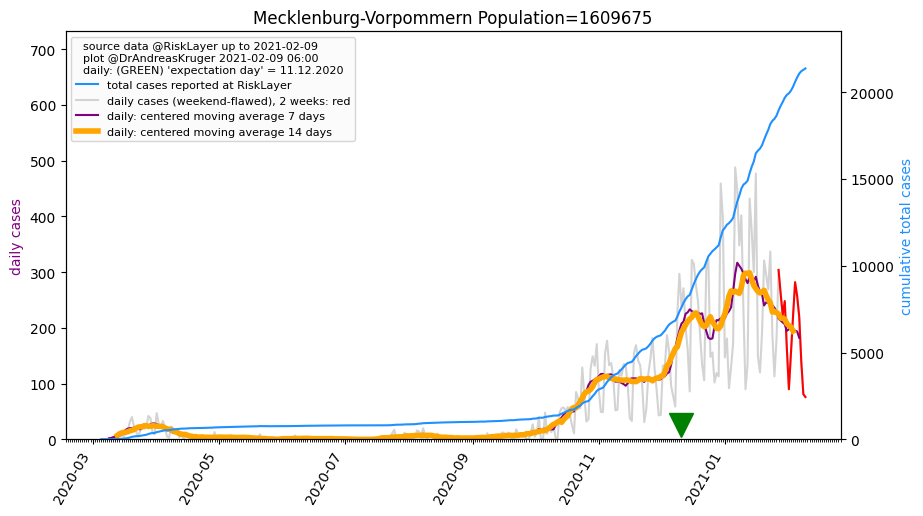 Mecklenburg-Vorpommern Population=1609675
source data @RiskLayer up to 2021-02-09
plot @DrAndreasKruger 2021-02-09 06:00
daily: (GREEN) 'expectation day' = 11.12.2020
total cases reported at RiskLayer
daily cases (weekend-flawed), 2 weeks: red
daily: centered moving average 7 days
daily: centered moving average 14 days
700
600
500
400
300
200
100
0
daily cases
20000
15000
10000
5000
0
cumulative total cases
2020-03
2020-05
2020-07
2020-09
2020-11
2021-01